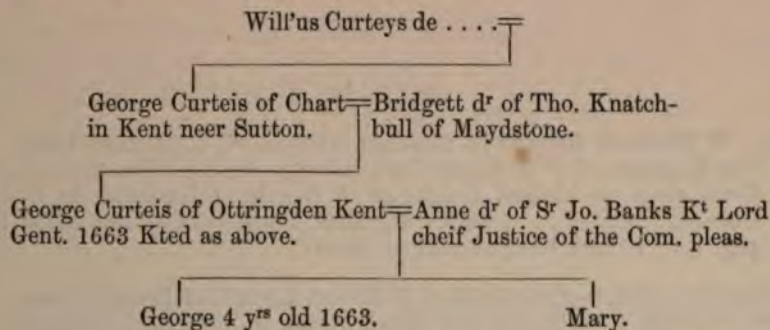 Will'us Curteys de . . . .
George Curteis of Chart Bridgett dʳ of Tho. Knatch-
in Kent neer Sutton. bull of Maydstone.
George Curteis of Ottringden Kent Anne dʳ of Sʳ Jo. Banks Kᵗ Lord
Gent. 1663 Kted as above. cheif Justice of the Com. pleas.
George 4 yʳˢ old 1663. Mary.